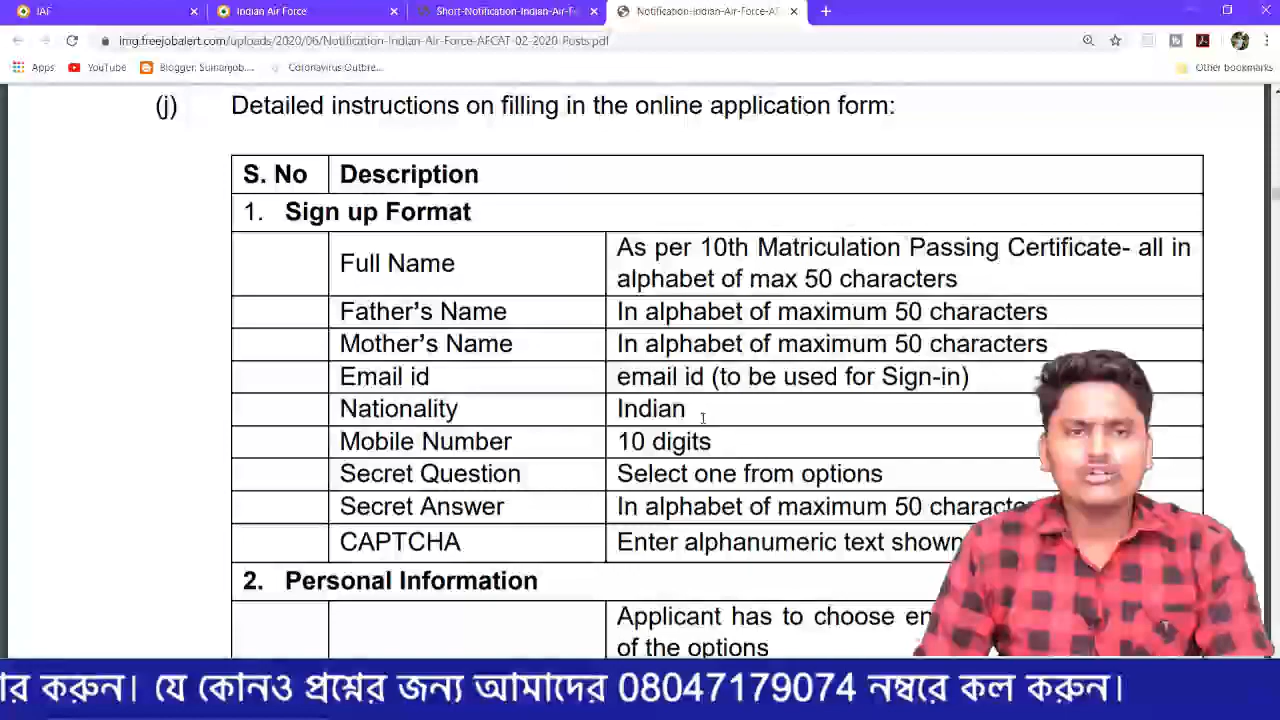 IAF
Indian Air Force
Short-Notification-Indian-Air-F
Notification-Indian-Air-Force-AF
img.freejobalert.com/uploads/2020/06/Notification-Indian-Air-Force-AFCAT-02-2020-Posts.pdf
Apps YouTube Blogger: Sumanjob.... Coronavirus Outbre... Other bookmarks
(j) Detailed instructions on filling in the online application form:
S. No Description
1. Sign up Format
Full Name As per 10th Matriculation Passing Certificate- all in
alphabet of max 50 characters
Father's Name In alphabet of maximum 50 characters
Mother's Name In alphabet of maximum 50 characters
Email id email id (to be used for Sign-in)
Nationality Indian
Mobile Number 10 digits
Secret Question Select one from options
Secret Answer In alphabet of maximum 50 characte
CAPTCHA Enter alphanumeric text shown
2. Personal Information
Applicant has to choose en
of the options
ার করুন। যে কোনও প্রশ্নের জন্য আমাদের 08047179074 নম্বরে কল করুন।